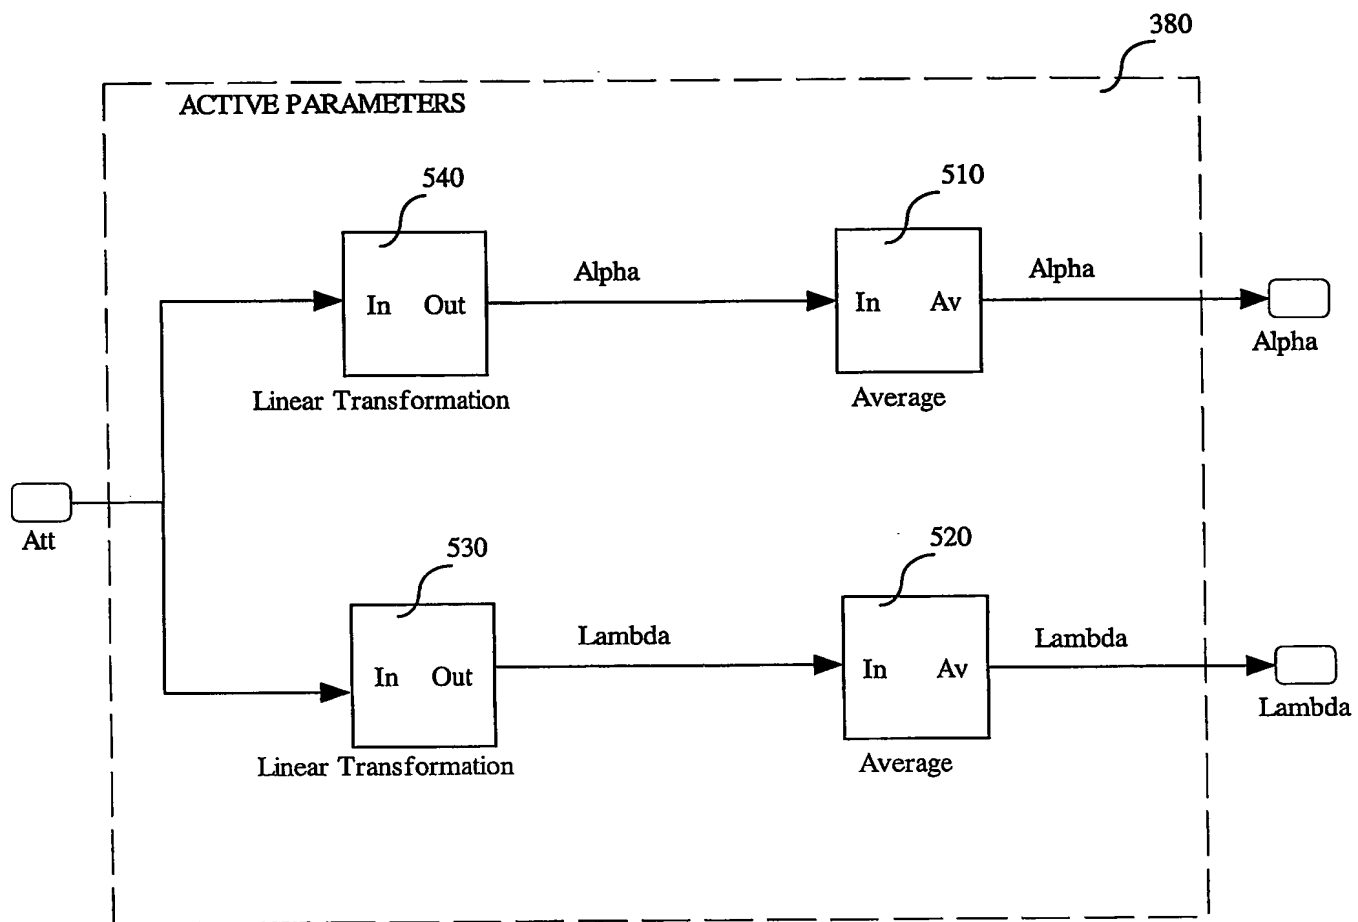 380
ACTIVE PARAMETERS
540
510
Alpha
Alpha
In Out
In Av
Alpha
Linear Transformation
Average
Att
530
520
Lambda
Lambda
In Out
In Av
Lambda
Linear Transformation
Average